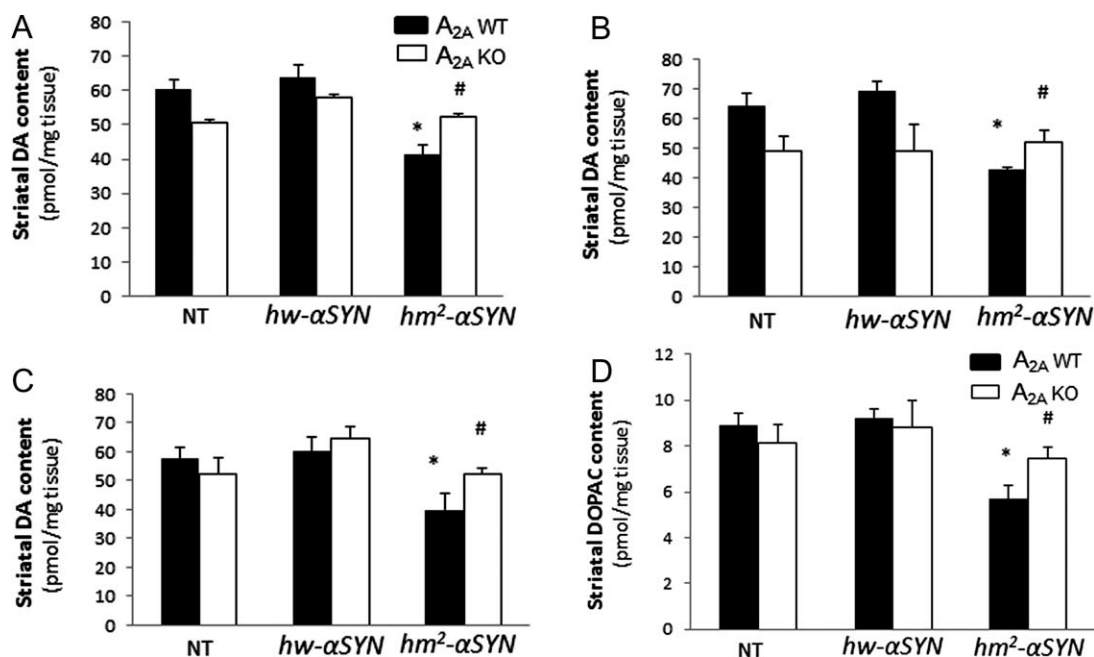 A
Striatal DA content
(pmol/mg tissue)
80
70
60
50
40
30
20
10
0
A2A WT
A2A KO
*
#
NT
hw-αSYN
hm²-αSYN
B
Striatal DA content
(pmol/mg tissue)
80
70
60
50
40
30
20
10
0
*
#
NT
hw-αSYN
hm²-αSYN
C
Striatal DA content
(pmol/mg tissue)
80
70
60
50
40
30
20
10
0
*
#
NT
hw-αSYN
hm²-αSYN
D
Striatal DOPAC content
(pmol/mg tissue)
12
10
8
6
4
2
0
A2A WT
A2A KO
*
#
NT
hw-αSYN
hm²-αSYN